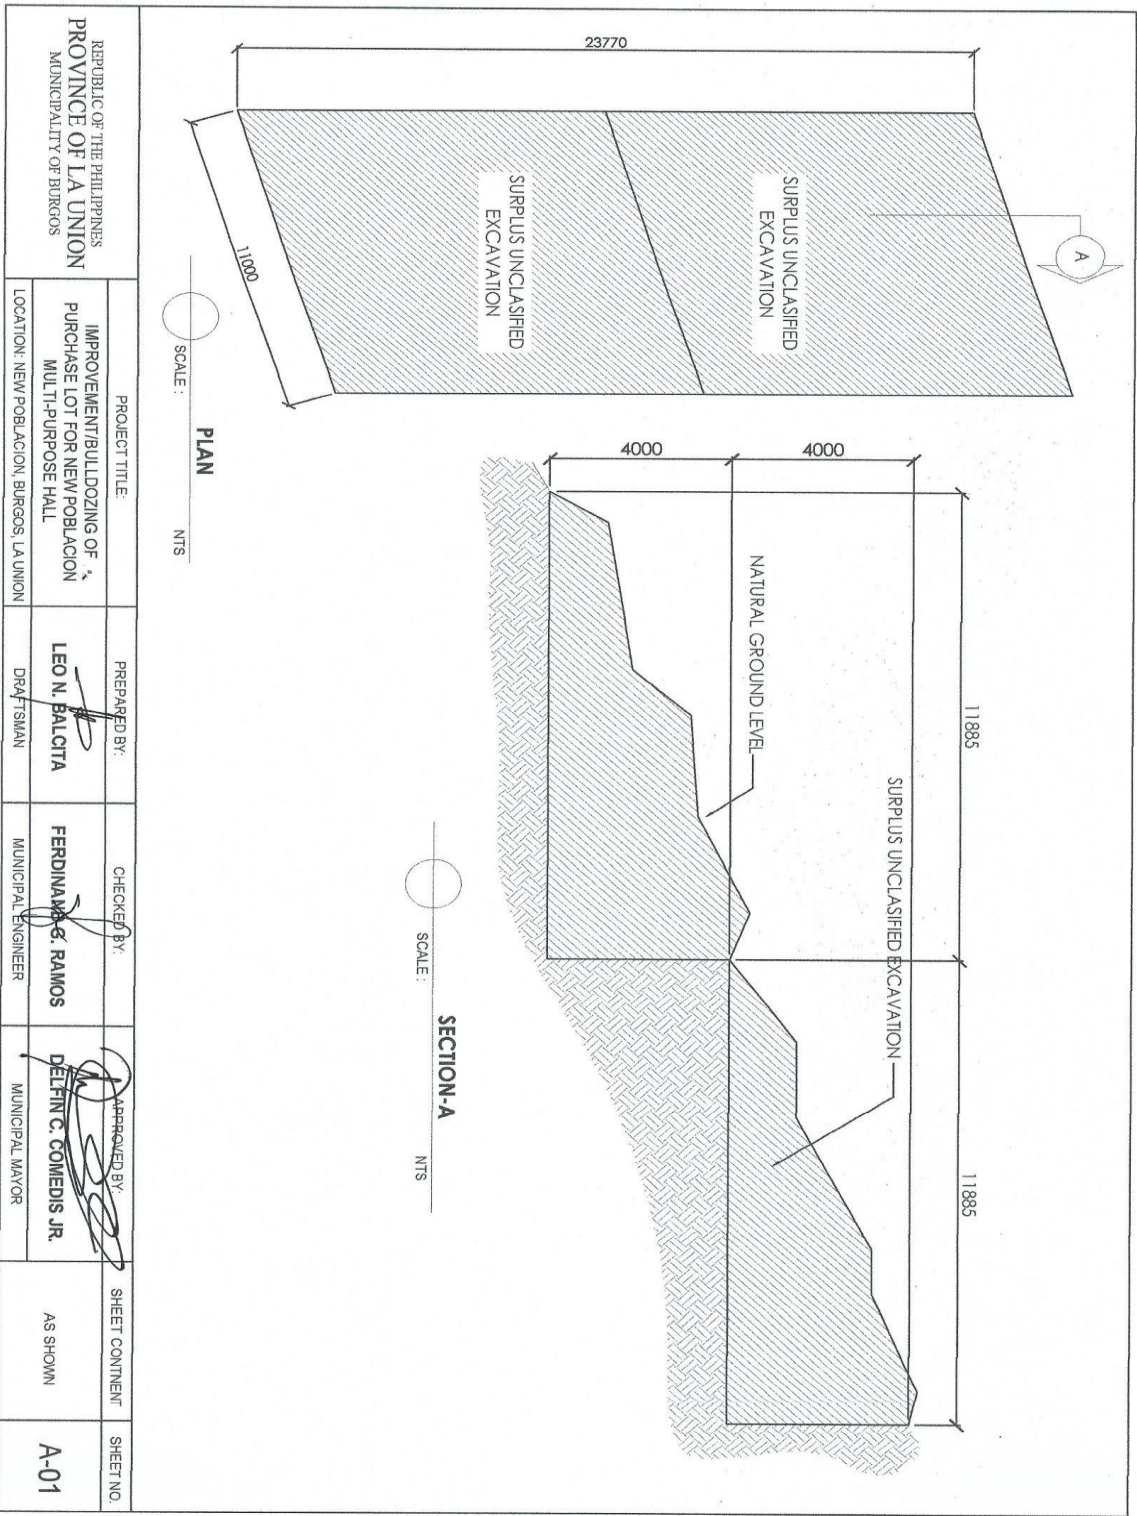 23770
11000
A
SURPLUS UNCLASIFIED
EXCAVATION
SURPLUS UNCLASIFIED
EXCAVATION
PLAN
SCALE :
NTS
11885
11885
4000
4000
NATURAL GROUND LEVEL
SURPLUS UNCLASIFIED EXCAVATION
SECTION-A
SCALE :
NTS
REPUBLIC OF THE PHILIPPINES
PROVINCE OF LA UNION
MUNICIPALITY OF BURGOS
PROJECT TITLE:
IMPROVEMENT/BULLDOZING OF
PURCHASE LOT FOR NEW POBLACION
MULTI-PURPOSE HALL
LOCATION: NEW POBLACION, BURGOS, LA UNION
PREPARED BY:
LEO N. BALCITA
DRAFTSMAN
CHECKED BY:
FERDINAND G. RAMOS
MUNICIPAL ENGINEER
APPROVED BY:
DELFIN C. COMEDIS JR.
MUNICIPAL MAYOR
SHEET CONTNENT
AS SHOWN
SHEET NO.
A-01